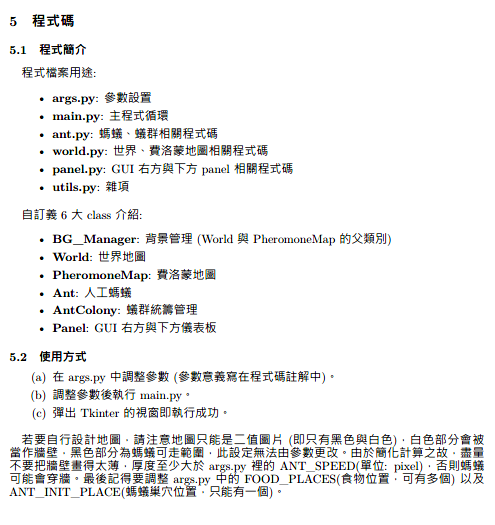 5 程式碼
5.1 程式簡介
程式檔案用途:
• args.py: 參數設置
• main.py: 主程式循環
• ant.py: 螞蟻、蟻群相關程式碼
• world.py: 世界、費洛蒙地圖相關程式碼
• panel.py: GUI 右方與下方 panel 相關程式碼
• utils.py: 雜項
自訂義 6 大 class 介紹:
• BG_Manager: 背景管理 (World 與 PheromoneMap 的父類別)
• World: 世界地圖
• PheromoneMap: 費洛蒙地圖
• Ant: 人工螞蟻
• AntColony: 蟻群統籌管理
• Panel: GUI 右方與下方儀表板
5.2 使用方式
(a) 在 args.py 中調整參數 (參數意義寫在程式碼註解中)。
(b) 調整參數後執行 main.py。
(c) 彈出 Tkinter 的視窗即執行成功。
若要自行設計地圖，請注意地圖只能是二值圖片 (即只有黑色與白色)，白色部分會被
當作牆壁，黑色部分為螞蟻可走範圍，此設定無法由參數更改。由於簡化計算之故，盡量
不要把牆壁畫得太薄，厚度至少大於 args.py 裡的 ANT_SPEED(單位: pixel)，否則螞蟻
可能會穿牆。最後記得要調整 args.py 中的 FOOD_PLACES(食物位置，可有多個) 以及
ANT_INIT_PLACE(螞蟻巢穴位置，只能有一個)。